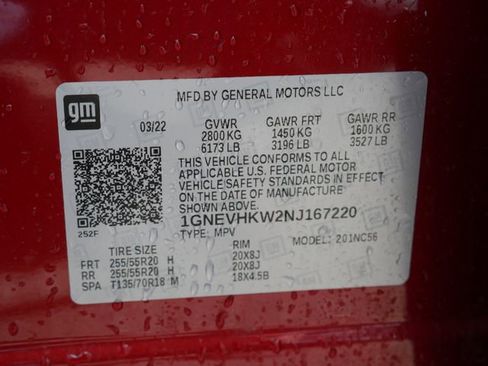 gm
MFD BY GENERAL MOTORS LLC
03/22 GVWR GAWR FRT GAWR RR
2800 KG 1450 KG 1600 KG
6173 LB 3196 LB 3527 LB
THIS VEHICLE CONFORMS TO ALL
APPLICABLE U.S. FEDERAL MOTOR
VEHICLE/SAFETY STANDARDS IN EFFECT
ON THE DATE OF MANUFACTURE
SHOWN ABOVE.
1GNEVHKW2NJ167220
252F TYPE: MPV MODEL: 201NC56
TIRE SIZE RIM
FRT 255/55R20 H 20X8J
RR 255/55R20 H 20X8J
SPA T135/70R18 M 18X4.5B